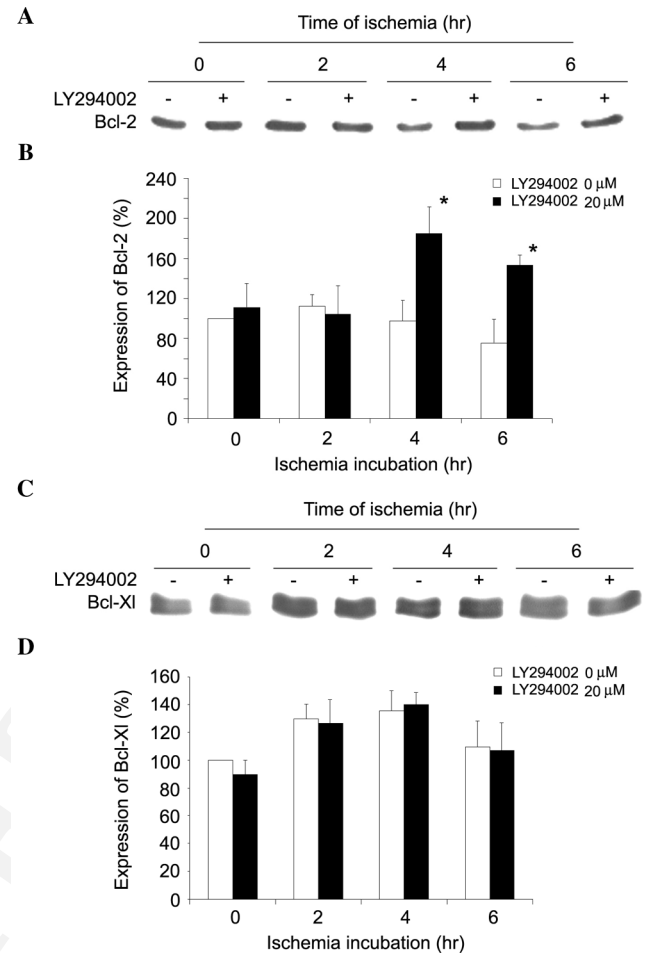 A
Time of ischemia (hr)
0 2 4 6
LY294002 - + - + - + - +
Bcl-2
B
240
200
160
120
80
40
0
Expression of Bcl-2 (%)
LY294002 0 μM
LY294002 20 μM
* *
0 2 4 6
Ischemia incubation (hr)
C
Time of ischemia (hr)
0 2 4 6
LY294002 - + - + - + - +
Bcl-Xl
D
160
140
120
100
80
60
40
20
0
Expression of Bcl-Xl (%)
LY294002 0 μM
LY294002 20 μM
0 2 4 6
Ischemia incubation (hr)